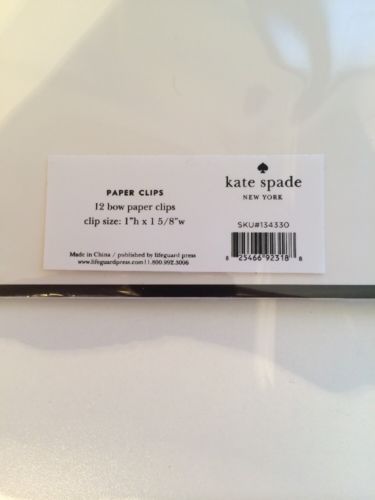 PAPER CLIPS
12 bow paper clips
clip size: 1"h x 1 5/8"w
Made in China / published by lifeguard press
www.lifeguardpress.com | 1.800.992.3006
kate spade
NEW YORK
SKU#134330
8 25466 92318 8